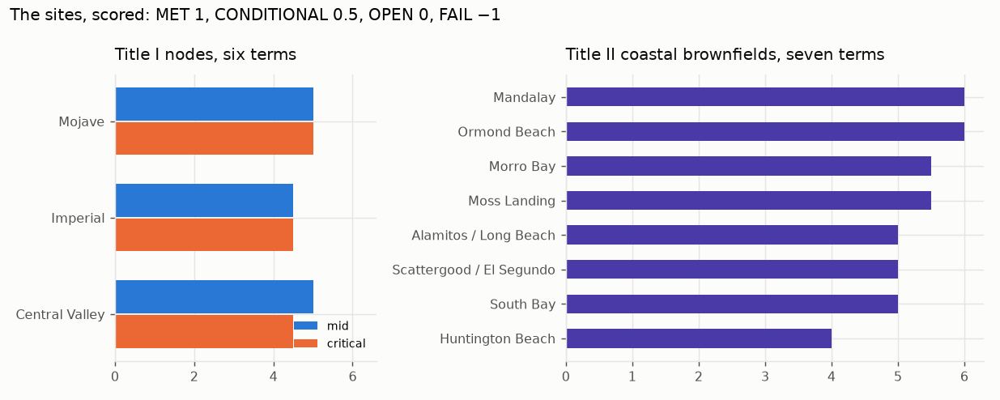 The sites, scored: MET 1, CONDITIONAL 0.5, OPEN 0, FAIL −1
Title I nodes, six terms
Mojave
Imperial
Central Valley
mid
critical
0 2 4 6
Title II coastal brownfields, seven terms
Mandalay
Ormond Beach
Morro Bay
Moss Landing
Alamitos / Long Beach
Scattergood / El Segundo
South Bay
Huntington Beach
0 1 2 3 4 5 6